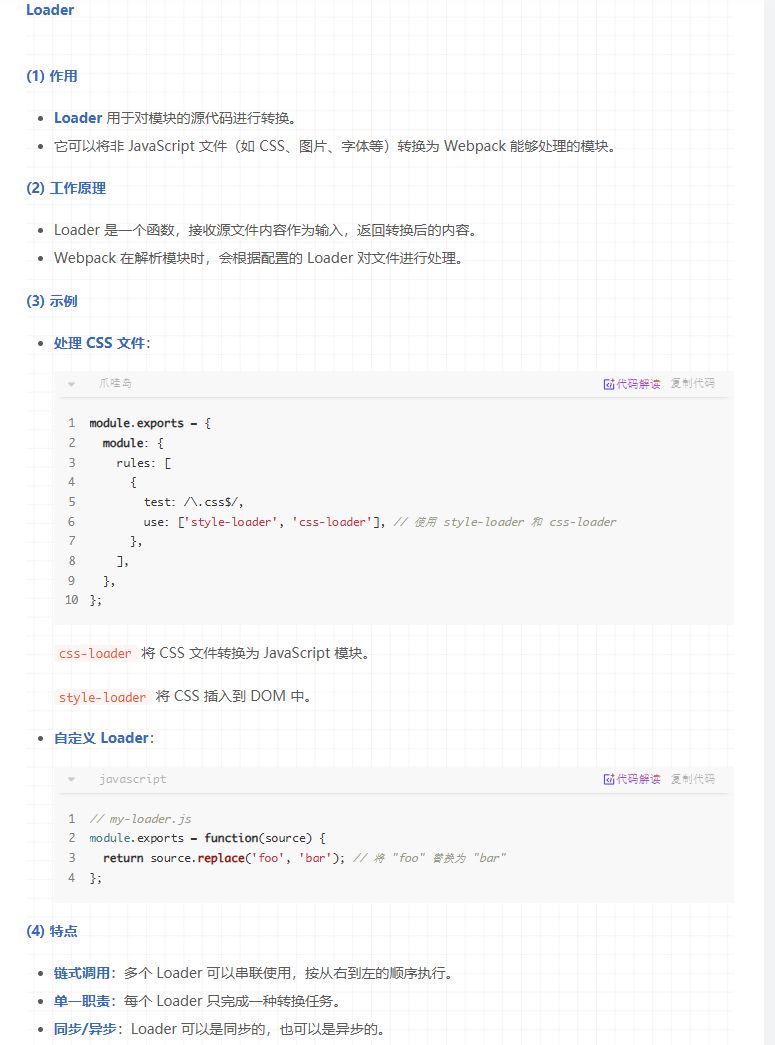 Loader
(1) 作用
Loader 用于对模块的源代码进行转换。
它可以将非 JavaScript 文件（如 CSS、图片、字体等）转换为 Webpack 能够处理的模块。
(2) 工作原理
Loader 是一个函数，接收源文件内容作为输入，返回转换后的内容。
Webpack 在解析模块时，会根据配置的 Loader 对文件进行处理。
(3) 示例
处理 CSS 文件：
爪哇岛 代码解读 复制代码
1 module.exports = {
2   module: {
3     rules: [
4       {
5         test: /\.css$/,
6         use: ['style-loader', 'css-loader'], // 使用 style-loader 和 css-loader
7       },
8     ],
9   },
10 };
css-loader 将 CSS 文件转换为 JavaScript 模块。
style-loader 将 CSS 插入到 DOM 中。
自定义 Loader：
javascript 代码解读 复制代码
1 // my-loader.js
2 module.exports = function(source) {
3   return source.replace('foo', 'bar'); // 将 "foo" 替换为 "bar"
4 };
(4) 特点
链式调用：多个 Loader 可以串联使用，按从右到左的顺序执行。
单一职责：每个 Loader 只完成一种转换任务。
同步/异步：Loader 可以是同步的，也可以是异步的。